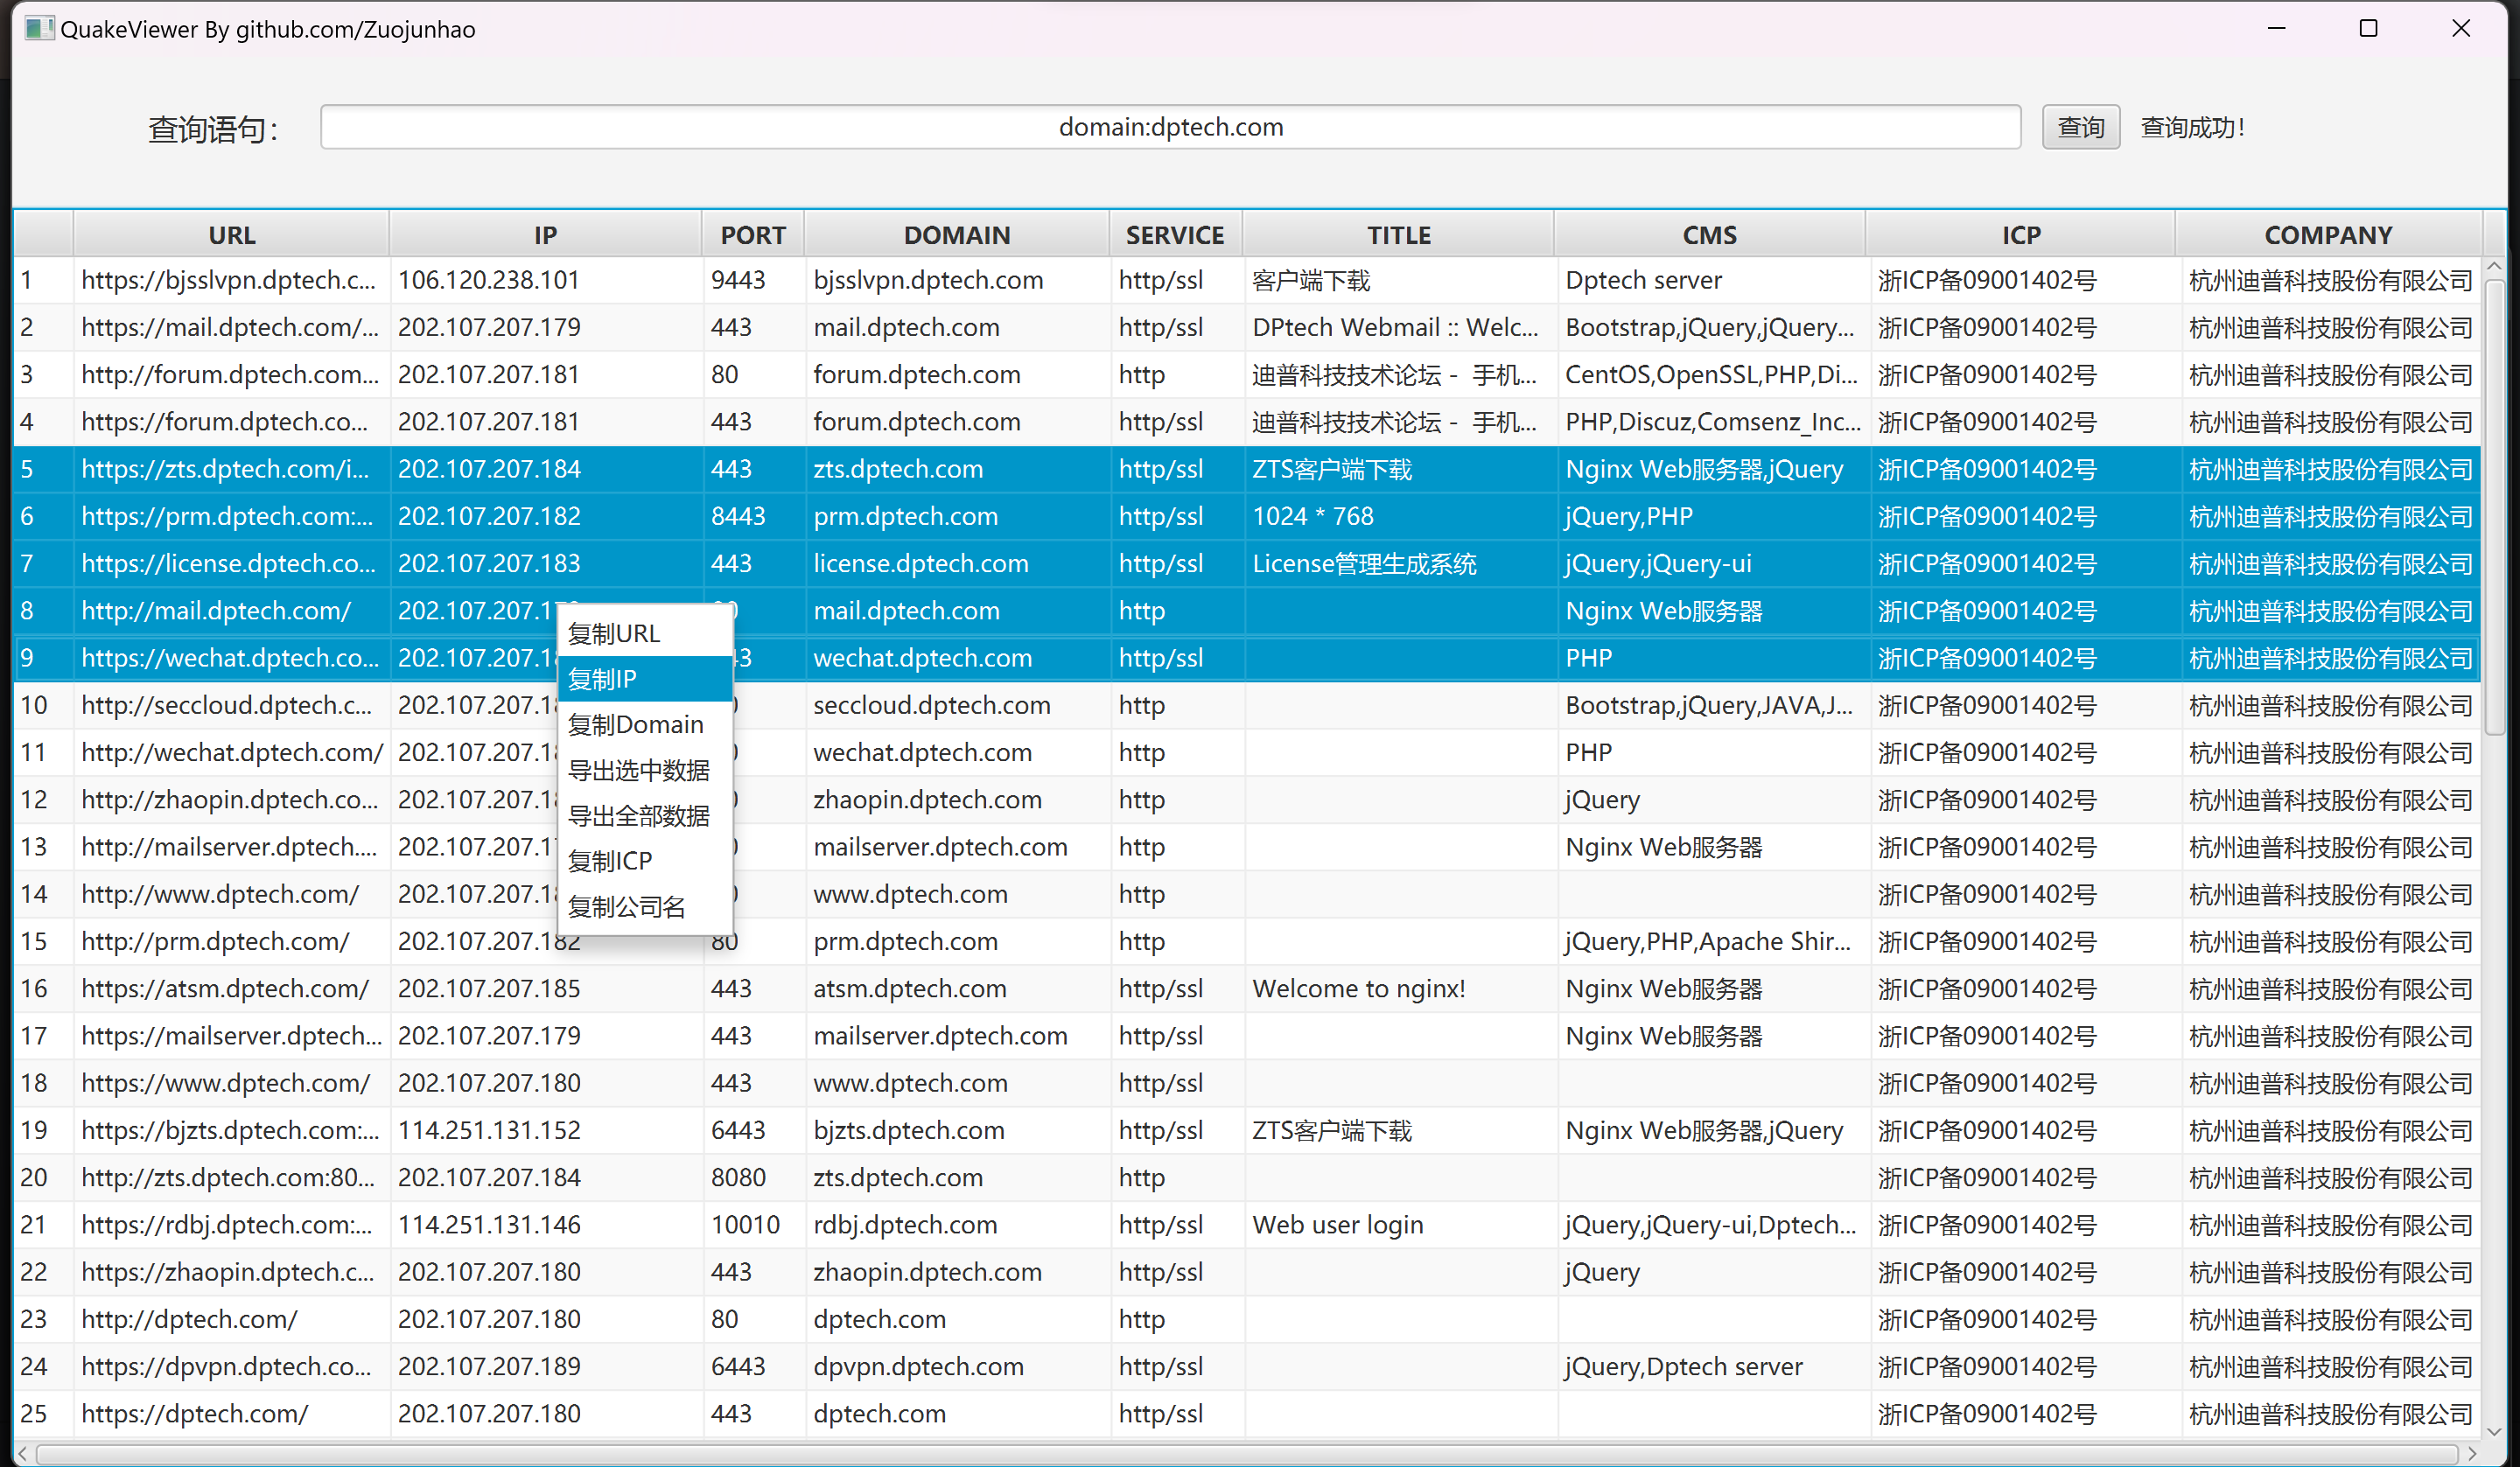 QuakeViewer By github.com/Zuojunhao
查询语句： domain:dptech.com 查询 查询成功！
URL IP PORT DOMAIN SERVICE TITLE CMS ICP COMPANY
1 https://bjsslvpn.dptech.c... 106.120.238.101 9443 bjsslvpn.dptech.com http/ssl 客户端下载 Dptech server 浙ICP备09001402号 杭州迪普科技股份有限公司
2 https://mail.dptech.com/... 202.107.207.179 443 mail.dptech.com http/ssl DPtech Webmail :: Welc... Bootstrap,jQuery,jQuery... 浙ICP备09001402号 杭州迪普科技股份有限公司
3 http://forum.dptech.com... 202.107.207.181 80 forum.dptech.com http 迪普科技技术论坛 - 手机... CentOS,OpenSSL,PHP,Di... 浙ICP备09001402号 杭州迪普科技股份有限公司
4 https://forum.dptech.co... 202.107.207.181 443 forum.dptech.com http/ssl 迪普科技技术论坛 - 手机... PHP,Discuz,Comsenz_Inc... 浙ICP备09001402号 杭州迪普科技股份有限公司
5 https://zts.dptech.com/i... 202.107.207.184 443 zts.dptech.com http/ssl ZTS客户端下载 Nginx Web服务器,jQuery 浙ICP备09001402号 杭州迪普科技股份有限公司
6 https://prm.dptech.com:... 202.107.207.182 8443 prm.dptech.com http/ssl 1024 * 768 jQuery,PHP 浙ICP备09001402号 杭州迪普科技股份有限公司
7 https://license.dptech.co... 202.107.207.183 443 license.dptech.com http/ssl License管理生成系统 jQuery,jQuery-ui 浙ICP备09001402号 杭州迪普科技股份有限公司
8 http://mail.dptech.com/ mail.dptech.com http Nginx Web服务器 浙ICP备09001402号 杭州迪普科技股份有限公司
9 https://wechat.dptech.co... wechat.dptech.com http/ssl PHP 浙ICP备09001402号 杭州迪普科技股份有限公司
10 http://seccloud.dptech.c... seccloud.dptech.com http Bootstrap,jQuery,JAVA,J... 浙ICP备09001402号 杭州迪普科技股份有限公司
11 http://wechat.dptech.com/ wechat.dptech.com http PHP 浙ICP备09001402号 杭州迪普科技股份有限公司
12 http://zhaopin.dptech.co... zhaopin.dptech.com http jQuery 浙ICP备09001402号 杭州迪普科技股份有限公司
13 http://mailserver.dptech.... mailserver.dptech.com http Nginx Web服务器 浙ICP备09001402号 杭州迪普科技股份有限公司
14 http://www.dptech.com/ www.dptech.com http 浙ICP备09001402号 杭州迪普科技股份有限公司
15 http://prm.dptech.com/ 202.107.207.182 80 prm.dptech.com http jQuery,PHP,Apache Shir... 浙ICP备09001402号 杭州迪普科技股份有限公司
16 https://atsm.dptech.com/ 202.107.207.185 443 atsm.dptech.com http/ssl Welcome to nginx! Nginx Web服务器 浙ICP备09001402号 杭州迪普科技股份有限公司
17 https://mailserver.dptech... 202.107.207.179 443 mailserver.dptech.com http/ssl Nginx Web服务器 浙ICP备09001402号 杭州迪普科技股份有限公司
18 https://www.dptech.com/ 202.107.207.180 443 www.dptech.com http/ssl 浙ICP备09001402号 杭州迪普科技股份有限公司
19 https://bjzts.dptech.com:... 114.251.131.152 6443 bjzts.dptech.com http/ssl ZTS客户端下载 Nginx Web服务器,jQuery 浙ICP备09001402号 杭州迪普科技股份有限公司
20 http://zts.dptech.com:80... 202.107.207.184 8080 zts.dptech.com http 浙ICP备09001402号 杭州迪普科技股份有限公司
21 https://rdbj.dptech.com:... 114.251.131.146 10010 rdbj.dptech.com http/ssl Web user login jQuery,jQuery-ui,Dptech... 浙ICP备09001402号 杭州迪普科技股份有限公司
22 https://zhaopin.dptech.c... 202.107.207.180 443 zhaopin.dptech.com http/ssl jQuery 浙ICP备09001402号 杭州迪普科技股份有限公司
23 http://dptech.com/ 202.107.207.180 80 dptech.com http 浙ICP备09001402号 杭州迪普科技股份有限公司
24 https://dpvpn.dptech.co... 202.107.207.189 6443 dpvpn.dptech.com http/ssl jQuery,Dptech server 浙ICP备09001402号 杭州迪普科技股份有限公司
25 https://dptech.com/ 202.107.207.180 443 dptech.com http/ssl 浙ICP备09001402号 杭州迪普科技股份有限公司
复制URL
复制IP
复制Domain
导出选中数据
导出全部数据
复制ICP
复制公司名